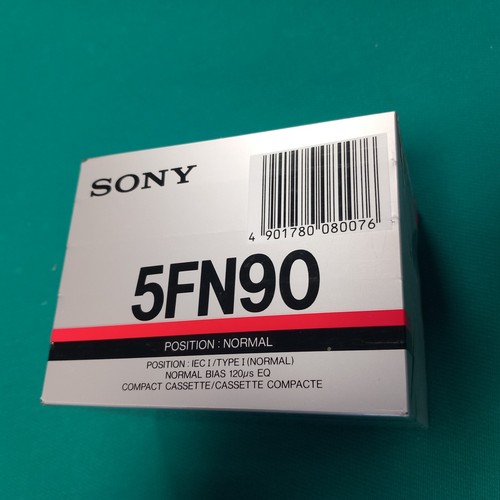 SONY
4 901780 080076
5FN90
POSITION : NORMAL
POSITION : IEC I / TYPE I (NORMAL)
NORMAL BIAS 120µs EQ
COMPACT CASSETTE/CASSETTE COMPACTE